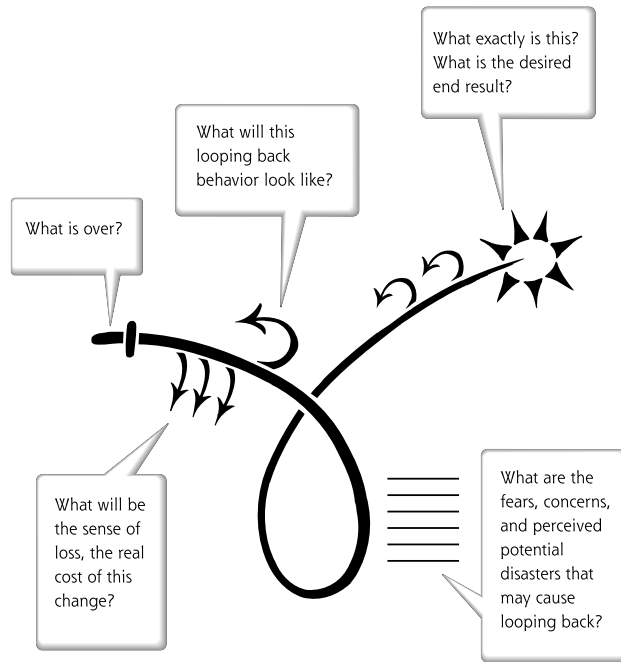 What exactly is this?
What is the desired
end result?
What will this
looping back
behavior look like?
What is over?
What will be
the sense of
loss, the real
cost of this
change?
What are the
fears, concerns,
and perceived
potential
disasters that
may cause
looping back?